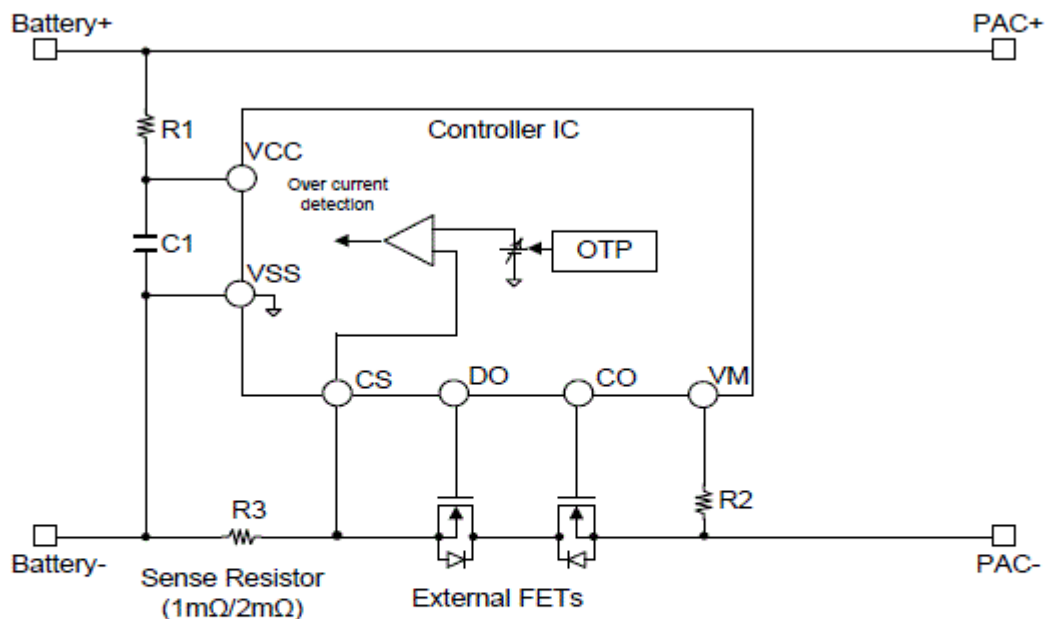 Battery+
PAC+
R1
Controller IC
VCC
Over current
detection
C1
OTP
VSS
CS
DO
CO
VM
R3
R2
Battery-
PAC-
Sense Resistor
(1mΩ/2mΩ)
External FETs